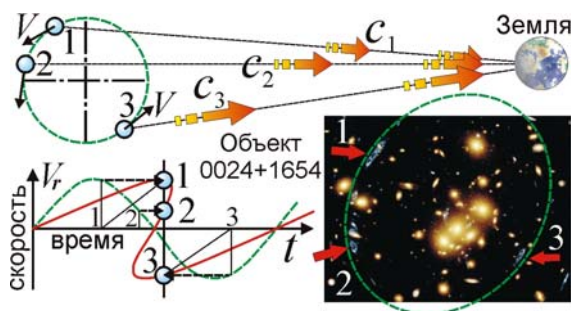 Земля
V
1
c₁
2
c₂
3
V
c₃
Объект
0024+1654
Vᵣ
1
1
2
2
3
время
t
3
скорость
1
2
3